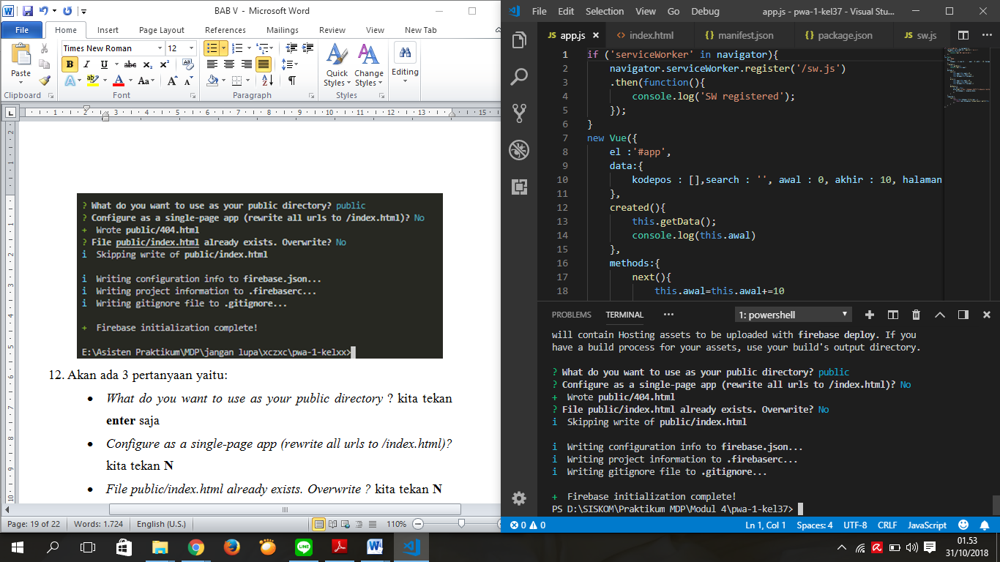 BAB V - Microsoft Word
File
Home
Insert
Page Layout
References
Mailings
Review
View
New Tab
Paste
Clipboard
Times New Roman
12
B I U abc x₂ x²
A Aa A A
Font
Paragraph
Quick Styles
Change Styles
Styles
Editing
? What do you want to use as your public directory? public
? Configure as a single-page app (rewrite all urls to /index.html)? No
+ Wrote public/404.html
? File public/index.html already exists. Overwrite? No
i Skipping write of public/index.html
i Writing configuration info to firebase.json...
i Writing project information to .firebaserc...
i Writing gitignore file to .gitignore...
+ Firebase initialization complete!
E:\Asisten Praktikum\MDP\jangan lupa\xczxc\pwa-1-kelxx>
12. Akan ada 3 pertanyaan yaitu:
• What do you want to use as your public directory ? kita tekan
enter saja
• Configure as a single-page app (rewrite all urls to /index.html)?
kita tekan N
• File public/index.html already exists. Overwrite ? kita tekan N
Page: 19 of 22
Words: 1.724
English (U.S.)
110%
File Edit Selection View Go Debug
app.js - pwa-1-kel37 - Visual Stu...
JS app.js
<> index.html
{} manifest.json
{} package.json
JS sw.js
1 if ('serviceWorker' in navigator){
2 navigator.serviceWorker.register('/sw.js')
3 .then(function(){
4 console.log('SW registered');
5 });
6 }
7 new Vue({
8 el :'#app',
9 data:{
10 kodepos : [],search : '', awal : 0, akhir : 10, halaman
11 },
12 created(){
13 this.getData();
14 console.log(this.awal)
15 },
16 methods:{
17 next(){
18 this.awal=this.awal+=10
PROBLEMS
TERMINAL
1: powershell
will contain Hosting assets to be uploaded with firebase deploy. If you
have a build process for your assets, use your build's output directory.
? What do you want to use as your public directory? public
? Configure as a single-page app (rewrite all urls to /index.html)? No
+ Wrote public/404.html
? File public/index.html already exists. Overwrite? No
i Skipping write of public/index.html
i Writing configuration info to firebase.json...
i Writing project information to .firebaserc...
i Writing gitignore file to .gitignore...
+ Firebase initialization complete!
PS D:\SISKOM\Praktikum MDP\Modul 4\pwa-1-kel37>
0 0
Ln 1, Col 1
Spaces: 4
UTF-8
CRLF
JavaScript
01.53
31/10/2018